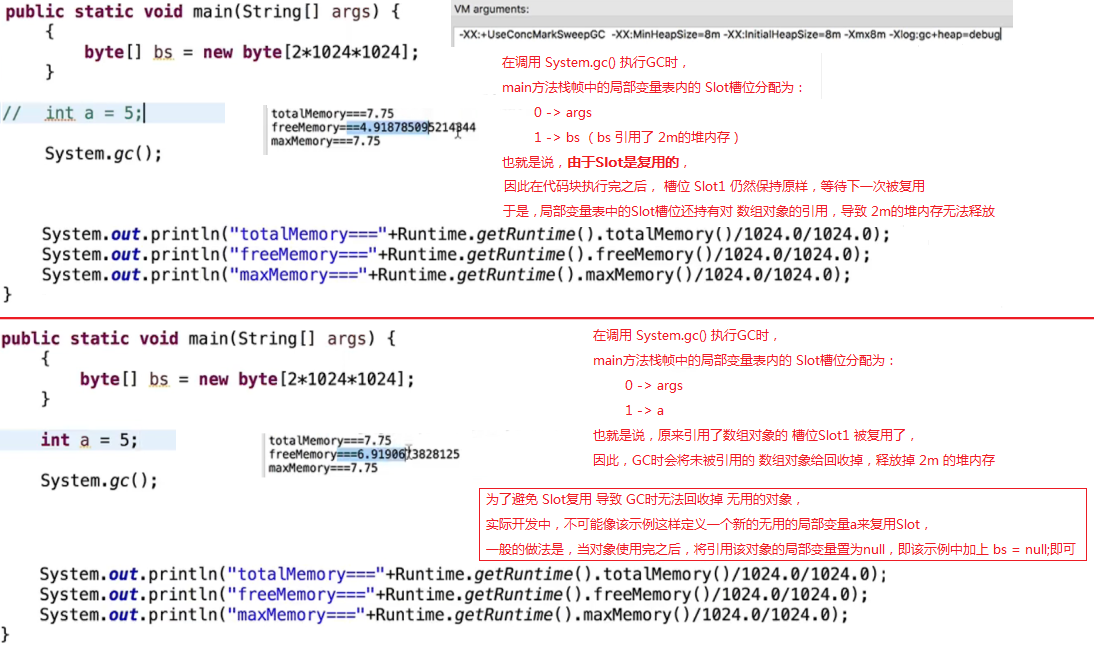 public static void main(String[] args) {
{
byte[] bs = new byte[2*1024*1024];
}
// int a = 5;
System.gc();
VM arguments:
-XX:+UseConcMarkSweepGC -XX:MinHeapSize=8m -XX:InitialHeapSize=8m -Xmx8m -Xlog:gc+heap=debug
在调用 System.gc() 执行GC时，
main方法栈帧中的局部变量表内的 Slot槽位分配为：
0 -> args
1 -> bs （ bs 引用了 2m的堆内存 ）
也就是说，由于Slot是复用的，
因此在代码块执行完之后， 槽位 Slot1 仍然保持原样，等待下一次被复用
于是，局部变量表中的Slot槽位还持有对 数组对象的引用，导致 2m的堆内存无法释放
totalMemory===7.75
freeMemory===4.918785095214844
maxMemory===7.75
System.out.println("totalMemory==="+Runtime.getRuntime().totalMemory()/1024.0/1024.0);
System.out.println("freeMemory==="+Runtime.getRuntime().freeMemory()/1024.0/1024.0);
System.out.println("maxMemory==="+Runtime.getRuntime().maxMemory()/1024.0/1024.0);
}
public static void main(String[] args) {
{
byte[] bs = new byte[2*1024*1024];
}
int a = 5;
System.gc();
在调用 System.gc() 执行GC时，
main方法栈帧中的局部变量表内的 Slot槽位分配为：
0 -> args
1 -> a
也就是说，原来引用了数组对象的 槽位Slot1 被复用了，
因此，GC时会将未被引用的 数组对象给回收掉，释放掉 2m 的堆内存
totalMemory===7.75
freeMemory===6.9190673828125
maxMemory===7.75
为了避免 Slot复用 导致 GC时无法回收掉 无用的对象，
实际开发中，不可能像该示例这样定义一个新的无用的局部变量a来复用Slot，
一般的做法是，当对象使用完之后，将引用该对象的局部变量置为null，即该示例中加上 bs = null;即可
System.out.println("totalMemory==="+Runtime.getRuntime().totalMemory()/1024.0/1024.0);
System.out.println("freeMemory==="+Runtime.getRuntime().freeMemory()/1024.0/1024.0);
System.out.println("maxMemory==="+Runtime.getRuntime().maxMemory()/1024.0/1024.0);
}